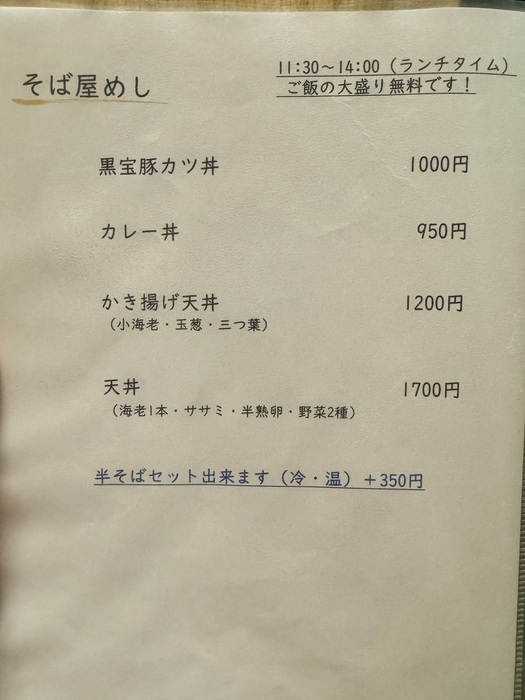 そば屋めし
11:30〜14:00（ランチタイム）
ご飯の大盛り無料です！
黒宝豚カツ丼 1000円
カレー丼 950円
かき揚げ天丼 1200円
（小海老・玉葱・三つ葉）
天丼 1700円
（海老1本・ササミ・半熟卵・野菜2種）
半そばセット出来ます（冷・温）＋350円